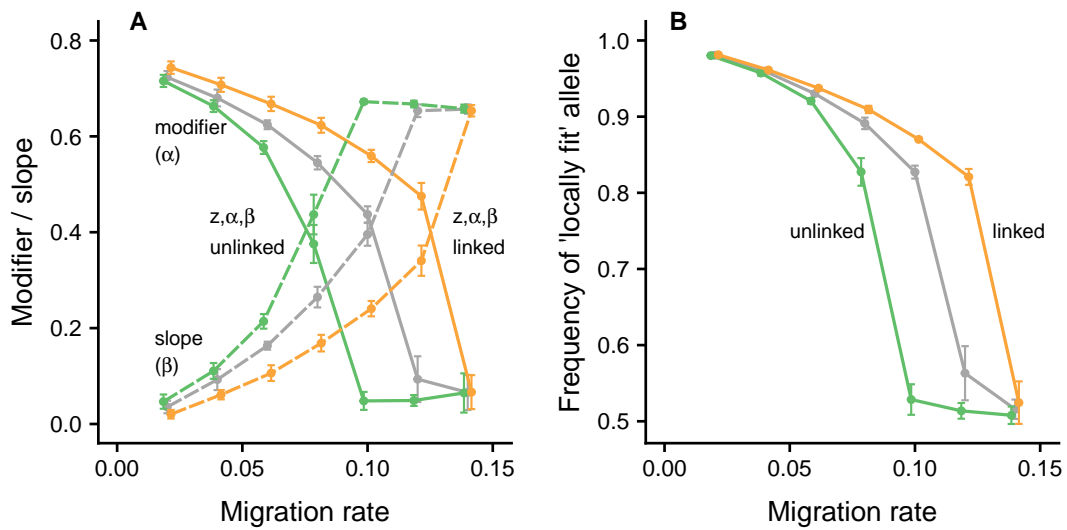 A
B
Modifier / slope
0.8
0.6
0.4
0.2
0.0
modifier
(α)
z,α,β
unlinked
z,α,β
linked
slope
(β)
0.00
0.05
0.10
0.15
Migration rate
Frequency of 'locally fit' allele
1.0
0.9
0.8
0.7
0.6
0.5
unlinked
linked
0.00
0.05
0.10
0.15
Migration rate